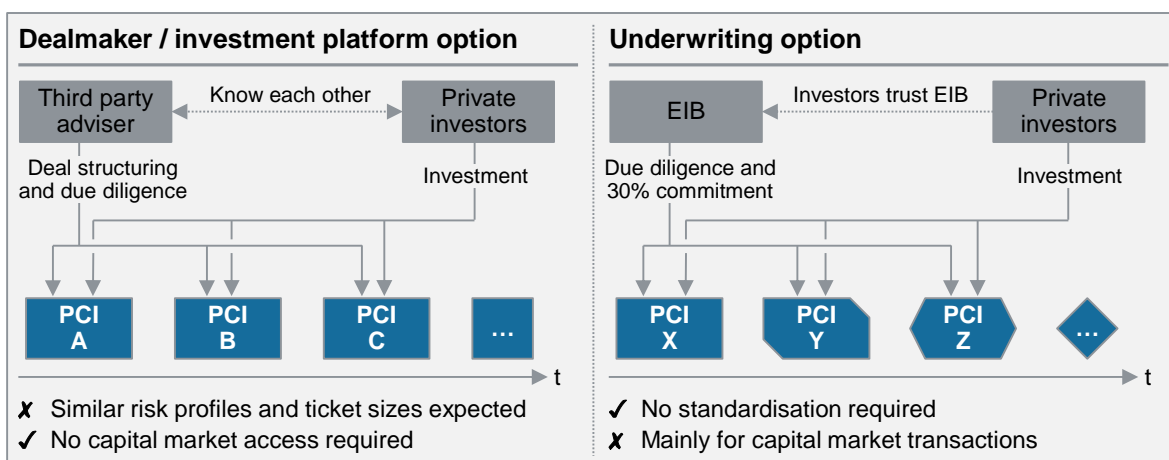 Dealmaker / investment platform option
Third party
adviser
Know each other
Private
investors
Deal structuring
and due diligence
Investment
PCI
A
PCI
B
PCI
C
...
t
✗ Similar risk profiles and ticket sizes expected
✓ No capital market access required
Underwriting option
EIB
Investors trust EIB
Private
investors
Due diligence and
30% commitment
Investment
PCI
X
PCI
Y
PCI
Z
...
t
✓ No standardisation required
✗ Mainly for capital market transactions